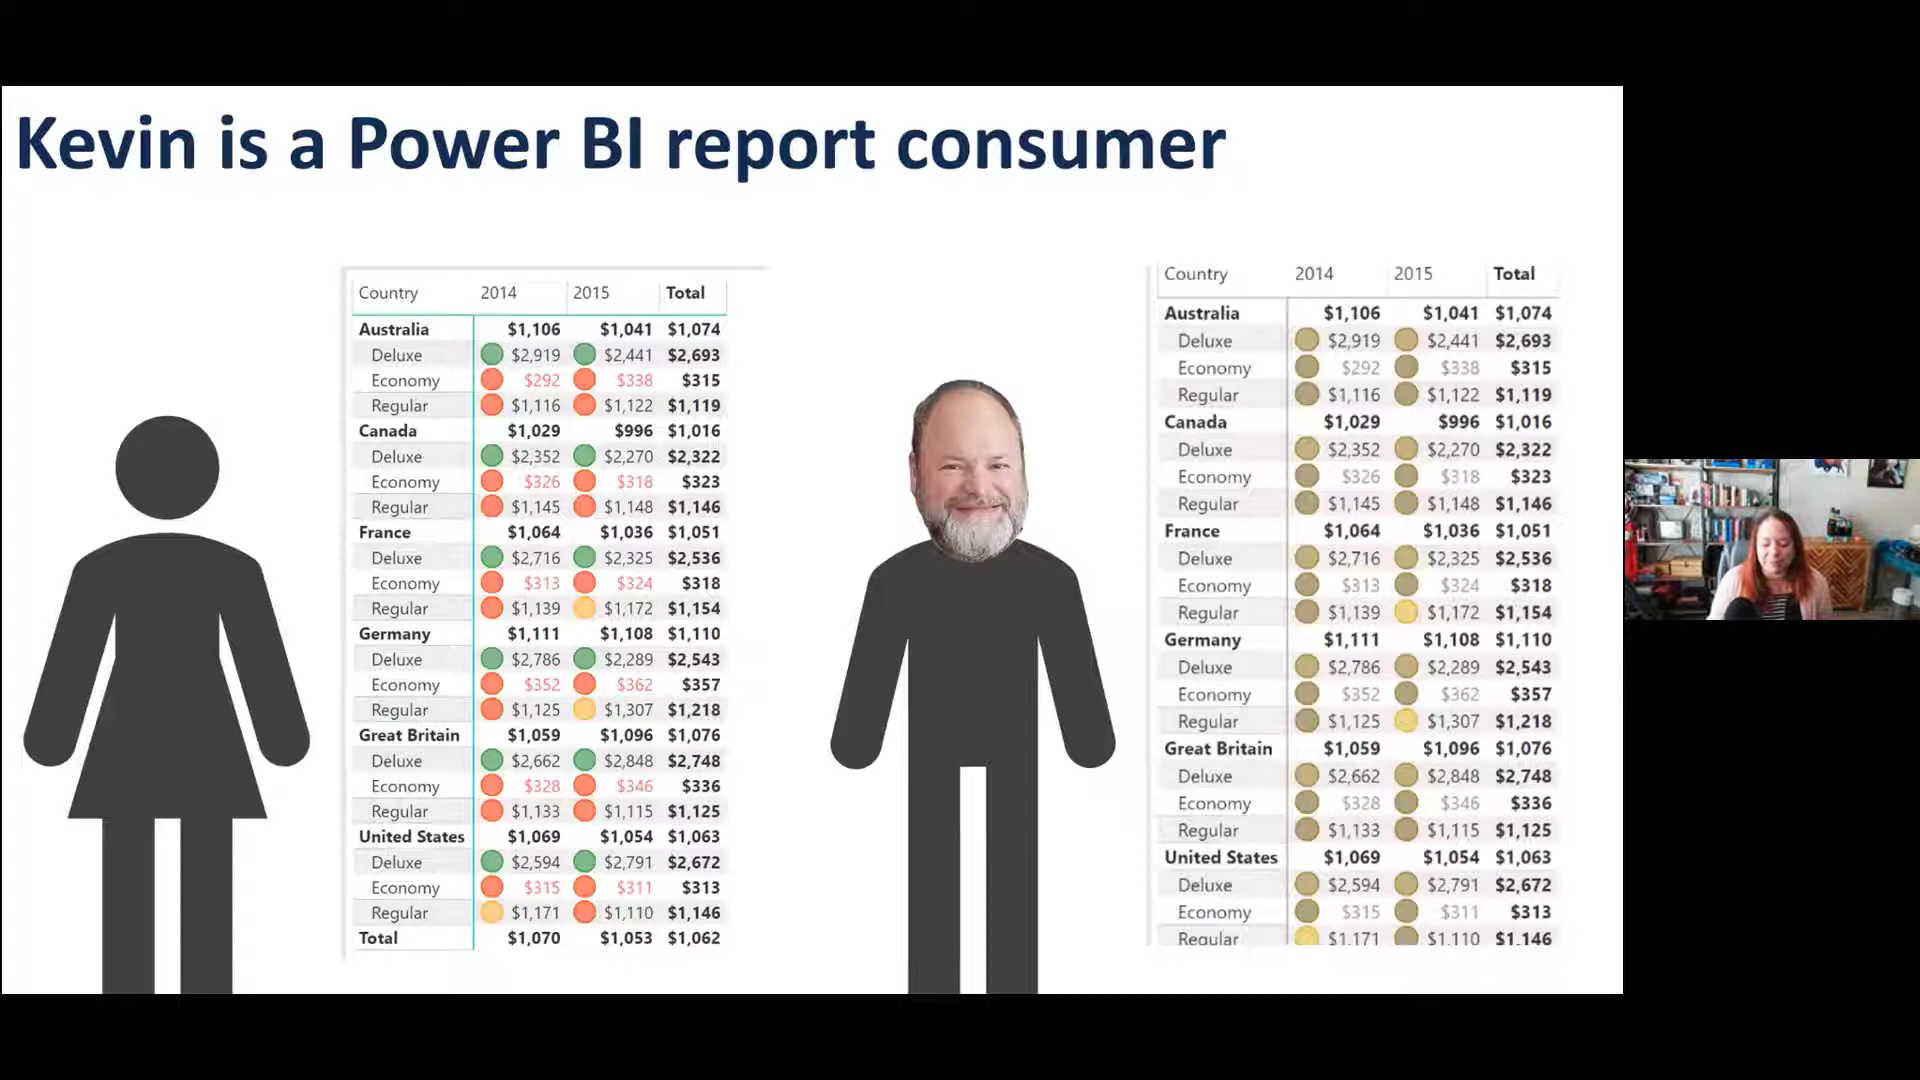 Kevin is a Power BI report consumer
Country 2014 2015 Total
Australia $1,106 $1,041 $1,074
Deluxe $2,919 $2,441 $2,693
Economy $292 $338 $315
Regular $1,116 $1,122 $1,119
Canada $1,029 $996 $1,016
Deluxe $2,352 $2,270 $2,322
Economy $326 $318 $323
Regular $1,145 $1,148 $1,146
France $1,064 $1,036 $1,051
Deluxe $2,716 $2,325 $2,536
Economy $313 $324 $318
Regular $1,139 $1,172 $1,154
Germany $1,111 $1,108 $1,110
Deluxe $2,786 $2,289 $2,543
Economy $352 $362 $357
Regular $1,125 $1,307 $1,218
Great Britain $1,059 $1,096 $1,076
Deluxe $2,662 $2,848 $2,748
Economy $328 $346 $336
Regular $1,133 $1,115 $1,125
United States $1,069 $1,054 $1,063
Deluxe $2,594 $2,791 $2,672
Economy $315 $311 $313
Regular $1,171 $1,110 $1,146
Total $1,070 $1,053 $1,062
Country 2014 2015 Total
Australia $1,106 $1,041 $1,074
Deluxe $2,919 $2,441 $2,693
Economy $292 $338 $315
Regular $1,116 $1,122 $1,119
Canada $1,029 $996 $1,016
Deluxe $2,352 $2,270 $2,322
Economy $326 $318 $323
Regular $1,145 $1,148 $1,146
France $1,064 $1,036 $1,051
Deluxe $2,716 $2,325 $2,536
Economy $313 $324 $318
Regular $1,139 $1,172 $1,154
Germany $1,111 $1,108 $1,110
Deluxe $2,786 $2,289 $2,543
Economy $352 $362 $357
Regular $1,125 $1,307 $1,218
Great Britain $1,059 $1,096 $1,076
Deluxe $2,662 $2,848 $2,748
Economy $328 $346 $336
Regular $1,133 $1,115 $1,125
United States $1,069 $1,054 $1,063
Deluxe $2,594 $2,791 $2,672
Economy $315 $311 $313
Regular $1,171 $1,110 $1,146